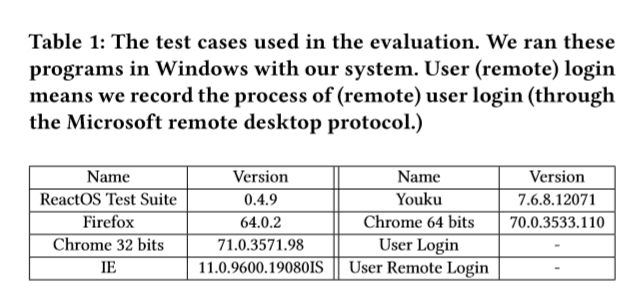 Table 1: The test cases used in the evaluation. We ran these
programs in Windows with our system. User (remote) login
means we record the process of (remote) user login (through
the Microsoft remote desktop protocol.)
Name Version Name Version
ReactOS Test Suite 0.4.9 Youku 7.6.8.12071
Firefox 64.0.2 Chrome 64 bits 70.0.3533.110
Chrome 32 bits 71.0.3571.98 User Login -
IE 11.0.9600.19080IS User Remote Login -